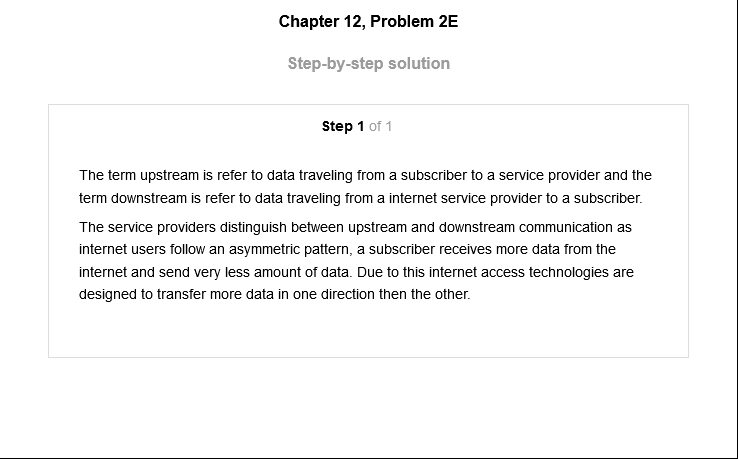 Chapter 12, Problem 2E
Step-by-step solution
Step 1 of 1
The term upstream is refer to data traveling from a subscriber to a service provider and the
term downstream is refer to data traveling from a internet service provider to a subscriber.
The service providers distinguish between upstream and downstream communication as
internet users follow an asymmetric pattern, a subscriber receives more data from the
internet and send very less amount of data. Due to this internet access technologies are
designed to transfer more data in one direction then the other.